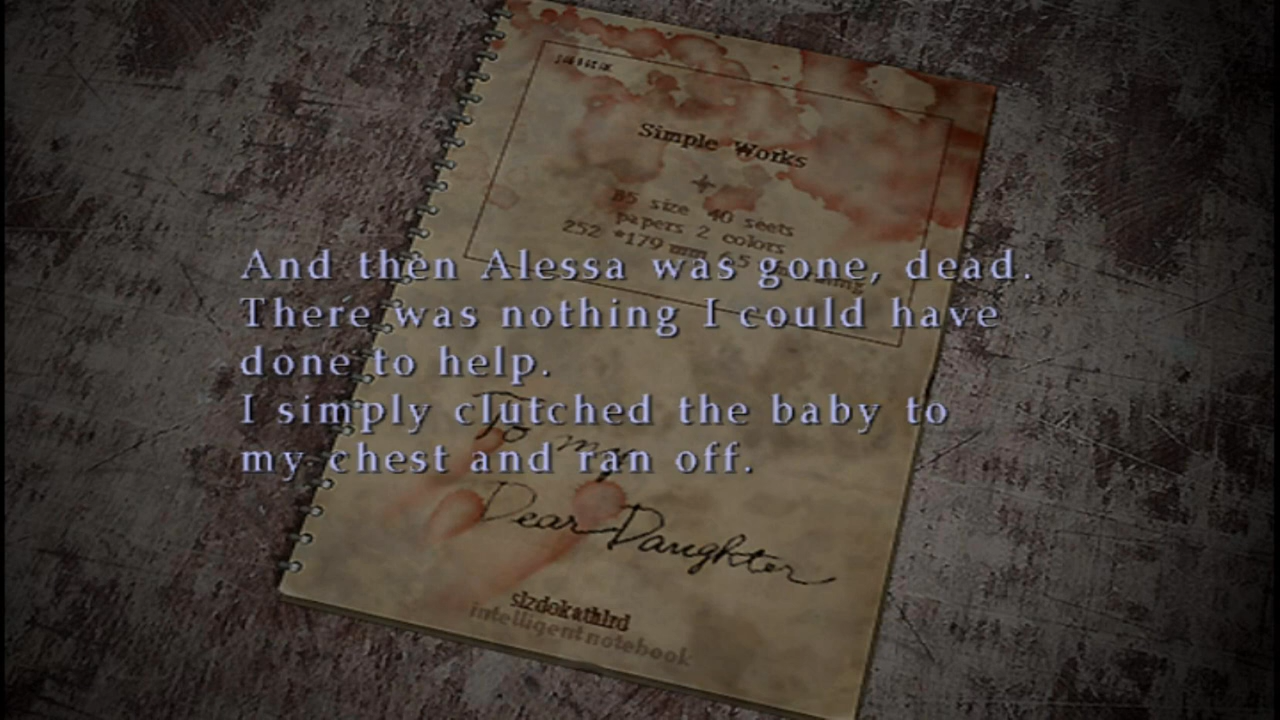 Simple Works
B5 size 40 seets
papers 2 colors
252 *179 mm 6.5
And then Alessa was gone, dead.
There was nothing I could have
done to help.
I simply clutched the baby to
my chest and ran off.
To my
Dear Daughter
slzdokathlrd
intelligent notebook